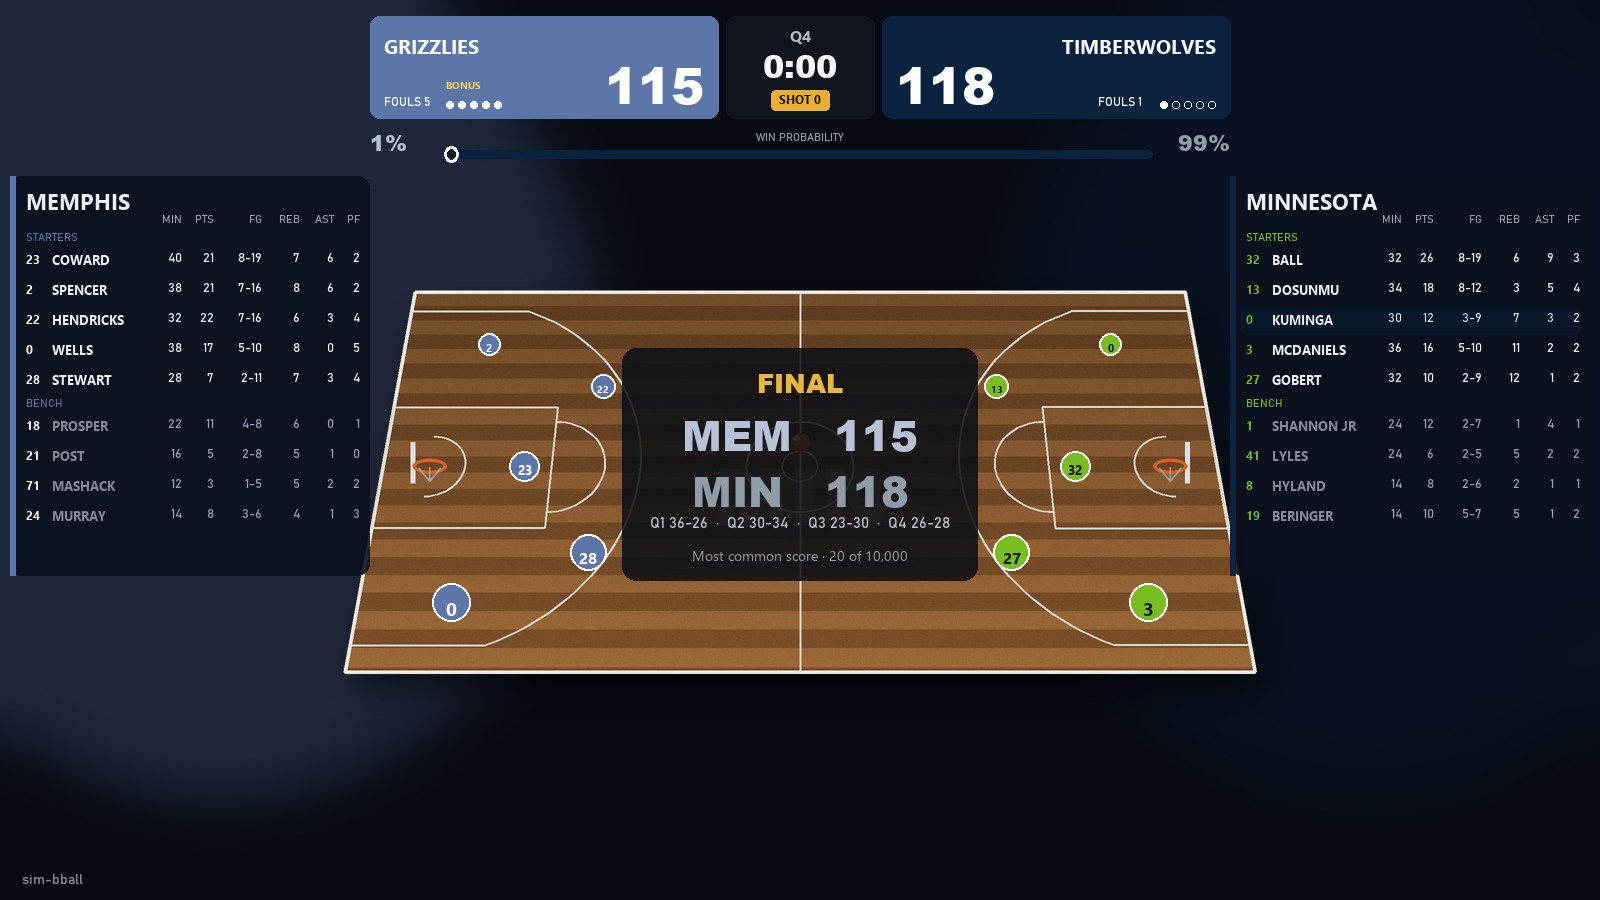 GRIZZLIES
BONUS
FOULS 5
115
Q4
0:00
SHOT 0
TIMBERWOLVES
118
FOULS 1
1%
WIN PROBABILITY
99%
MEMPHIS
MIN PTS FG REB AST PF
STARTERS
23 COWARD 40 21 8-19 7 6 2
2 SPENCER 38 21 7-16 8 6 2
22 HENDRICKS 32 22 7-16 6 3 4
0 WELLS 38 17 5-10 8 0 5
28 STEWART 28 7 2-11 7 3 4
BENCH
18 PROSPER 22 11 4-8 6 0 1
21 POST 16 5 2-8 5 1 0
71 MASHACK 12 3 1-5 5 2 2
24 MURRAY 14 8 3-6 4 1 3
2
22
23
28
0
FINAL
MEM 115
MIN 118
Q1 36-26 · Q2 30-34 · Q3 23-30 · Q4 26-28
Most common score · 20 of 10,000
0
13
32
27
3
MINNESOTA
MIN PTS FG REB AST PF
STARTERS
32 BALL 32 26 8-19 6 9 3
13 DOSUNMU 34 18 8-12 3 5 4
0 KUMINGA 30 12 3-9 7 3 2
3 MCDANIELS 36 16 5-10 11 2 2
27 GOBERT 32 10 2-9 12 1 2
BENCH
1 SHANNON JR 24 12 2-7 1 4 1
41 LYLES 24 6 2-5 5 2 2
8 HYLAND 14 8 2-6 2 1 1
19 BERINGER 14 10 5-7 5 1 2
sim-bball